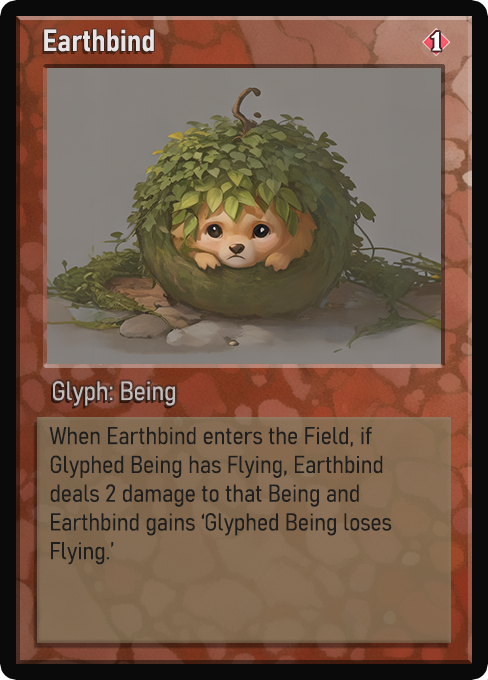 Earthbind
1
Glyph: Being
When Earthbind enters the Field, if
Glyphed Being has Flying, Earthbind
deals 2 damage to that Being and
Earthbind gains ‘Glyphed Being loses
Flying.’